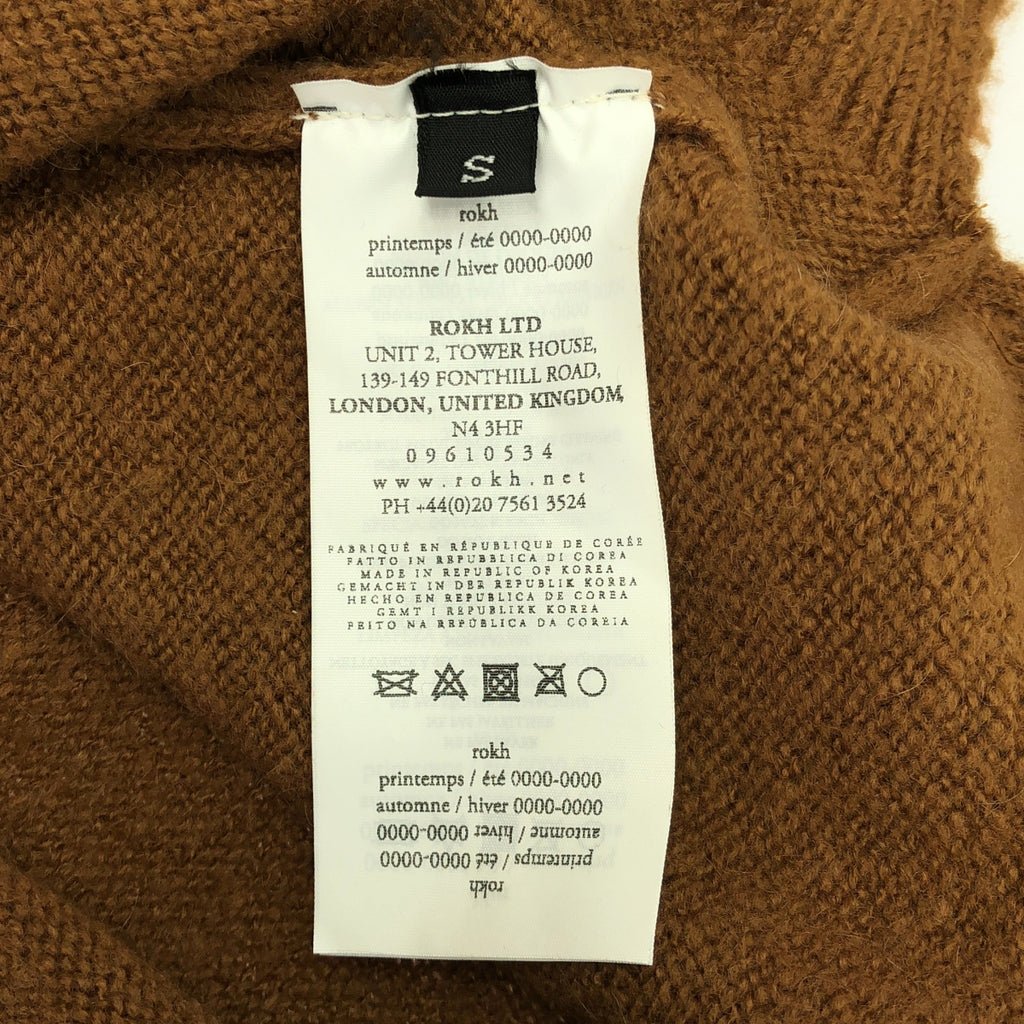 S
rokh
printemps / été 0000-0000
automne / hiver 0000-0000
ROKH LTD
UNIT 2, TOWER HOUSE,
139-149 FONTHILL ROAD,
LONDON, UNITED KINGDOM,
N4 3HF
09610534
www.rokh.net
PH +44(0)20 7561 3524
FABRIQUÉ EN RÉPUBLIQUE DE CORÉE
FATTO IN REPUBBLICA DI COREA
MADE IN REPUBLIC OF KOREA
GEMACHT IN DER REPUBLIK KOREA
HECHO EN REPUBLICA DE COREA
GEMT I REPUBLIKK KOREA
FEITO NA REPÚBLICA DA COREIA
rokh
printemps / été 0000-0000
automne / hiver 0000-0000
automne / hiver 0000-0000
printemps / été 0000-0000
rokh